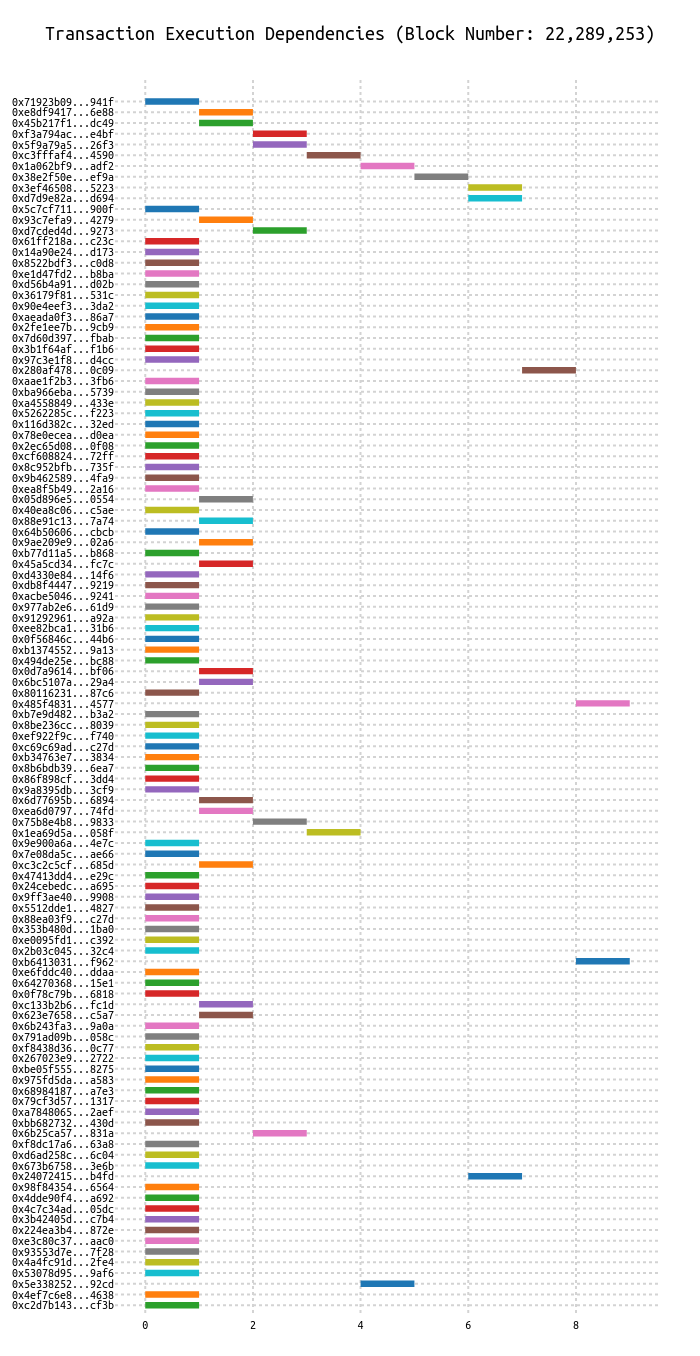 Transaction Execution Dependencies (Block Number: 22,289,253)
0x71923b09...941f
0xe8df9417...6e88
0x45b217f1...dc49
0xf3a794ac...e4bf
0x5f9a79a5...26f3
0xc3fffaf4...4590
0x1a062bf9...adf2
0x38e2f50e...ef9a
0x3ef46508...5223
0xd7d9e82a...d694
0x5c7cf711...900f
0x93c7efa9...4279
0xd7cded4d...9273
0x61ff218a...c23c
0x14a90e24...d173
0x8522bdf3...c0d8
0xe1d47fd2...b8ba
0xd56b4a91...d02b
0x36179f81...531c
0x90e4eef3...3da2
0xaeada0f3...86a7
0x2fe1ee7b...9cb9
0x7d60d397...fbab
0x3b1f64af...f1b6
0x97c3e1f8...d4cc
0x280af478...0c09
0xaae1f2b3...3fb6
0xba966eba...5739
0xa4558849...433e
0x5262285c...f223
0x116d382c...32ed
0x78e0ecea...d0ea
0x2ec65d08...0f08
0xcf608824...72ff
0x8c952bfb...735f
0x9b462589...4fa9
0xea8f5b49...2a16
0x05d896e5...0554
0x40ea8c06...c5ae
0x88e91c13...7a74
0x64b50606...cbcb
0x9ae209e9...02a6
0xb77d11a5...b868
0x45a5cd34...fc7c
0xd4330e84...14f6
0xdb8f4447...9219
0xacbe5046...9241
0x977ab2e6...61d9
0x91292961...a92a
0xee82bca1...31b6
0x0f56846c...44b6
0xb1374552...9a13
0x494de25e...bc88
0x0d7a9614...bf06
0x6bc5107a...29a4
0x80116231...87c6
0x485f4831...4577
0xb7e9d482...b3a2
0x8be236cc...8039
0xef922f9c...f740
0xc69c69ad...c27d
0xb34763e7...3834
0x8b6bdb39...6ea7
0x86f898cf...3dd4
0x9a8395db...3cf9
0x6d77695b...6894
0xea6d0797...74fd
0x75b8e4b8...9833
0x1ea69d5a...058f
0x9e900a6a...4e7c
0x7e08da5c...ae66
0xc3c2c5cf...685d
0x47413dd4...e29c
0x24cebedc...a695
0x9ff3ae40...9908
0x5512dde1...4827
0x88ea03f9...c27d
0x353b480d...1ba0
0xe0095fd1...c392
0x2b03c045...32c4
0xb6413031...f962
0xe6fddc40...ddaa
0x64270368...15e1
0x0f78c79b...6818
0xc133b2b6...fc1d
0x623e7658...c5a7
0x6b243fa3...9a0a
0x791ad09b...058c
0xf8438d36...0c77
0x267023e9...2722
0xbe05f555...8275
0x975fd5da...a583
0x68984187...a7e3
0x79cf3d57...1317
0xa7848065...2aef
0xbb682732...430d
0x6b25ca57...831a
0xf8dc17a6...63a8
0xd6ad258c...6c04
0x673b6758...3e6b
0x24072415...b4fd
0x98f84354...6564
0x4dde90f4...a692
0x4c7c34ad...05dc
0x3b42405d...c7b4
0x224ea3b4...872e
0xe3c80c37...aac0
0x93553d7e...7f28
0x4a4fc91d...2fe4
0x53078d95...9af6
0x5e338252...92cd
0x4ef7c6e8...4638
0xc2d7b143...cf3b
0 2 4 6 8